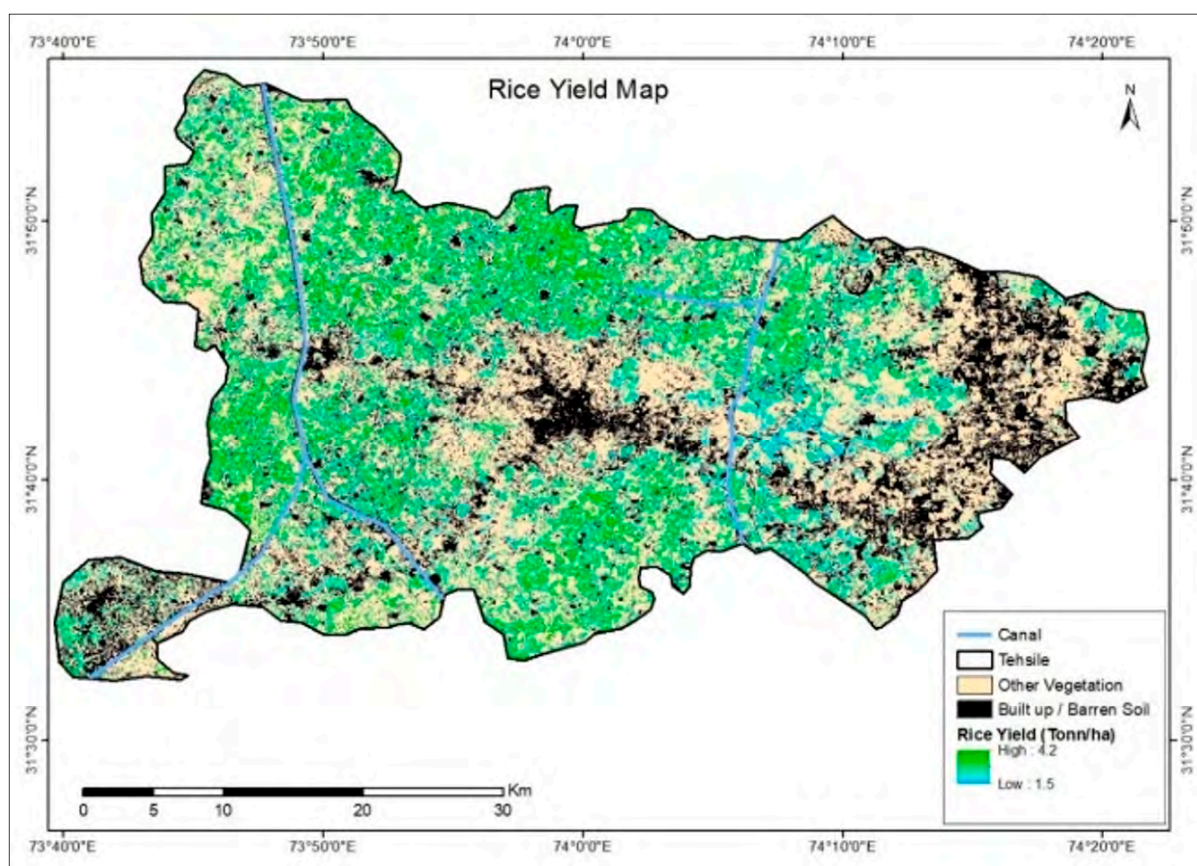 73°40'0"E 73°50'0"E 74°0'0"E 74°10'0"E 74°20'0"E
Rice Yield Map
N
31°50'0"N 31°50'0"N
31°40'0"N 31°40'0"N
31°30'0"N 31°30'0"N
Canal
Tehsile
Other Vegetation
Built up / Barren Soil
Rice Yield (Tonn/ha)
High : 4.2
Low : 1.5
Km
0 5 10 20 30
73°40'0"E 73°50'0"E 74°0'0"E 74°10'0"E 74°20'0"E